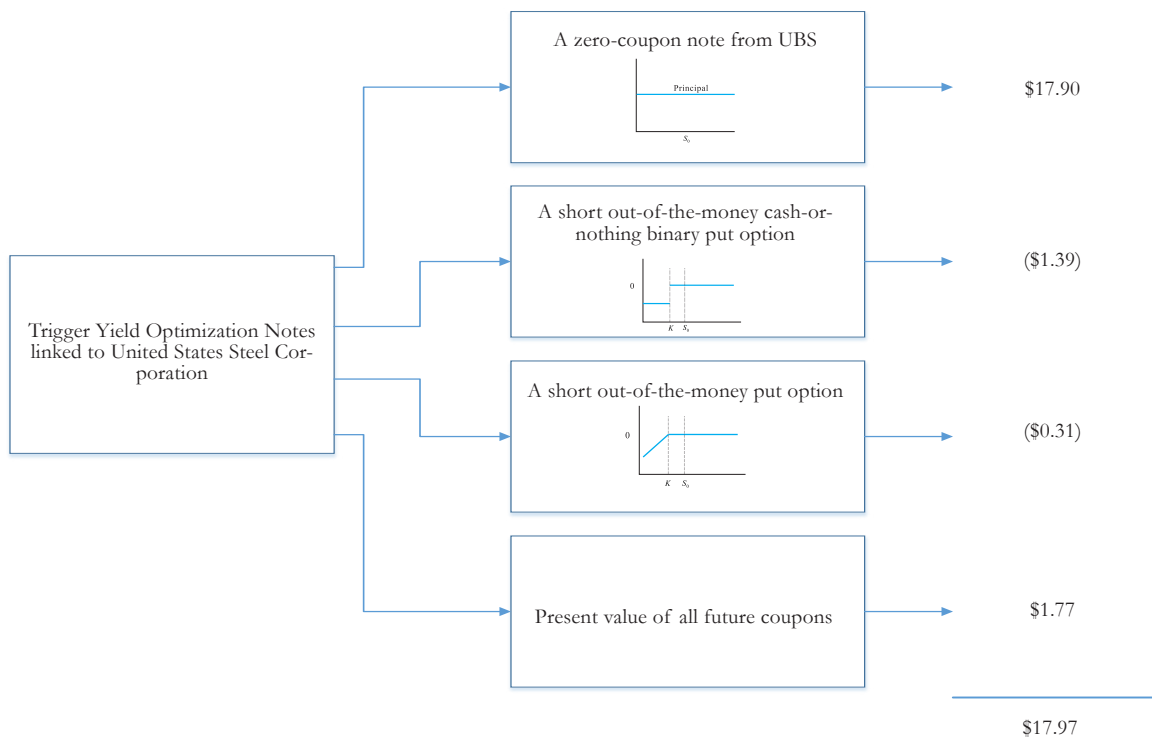 A zero-coupon note from UBS
Principal
S₀
$17.90
A short out-of-the-money cash-or-
nothing binary put option
0
K
S₀
($1.39)
Trigger Yield Optimization Notes
linked to United States Steel Cor-
poration
A short out-of-the-money put option
0
K
S₀
($0.31)
Present value of all future coupons
$1.77
$17.97